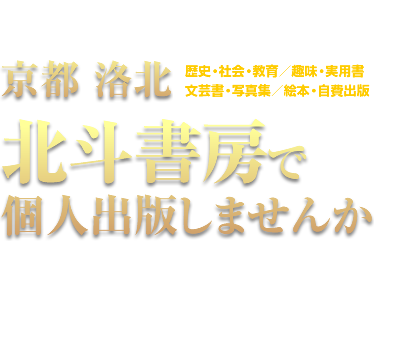 京都 洛北
歴史・社会・教育／趣味・実用書
文芸書・写真集／絵本・自費出版
北斗書房で
個人出版しませんか